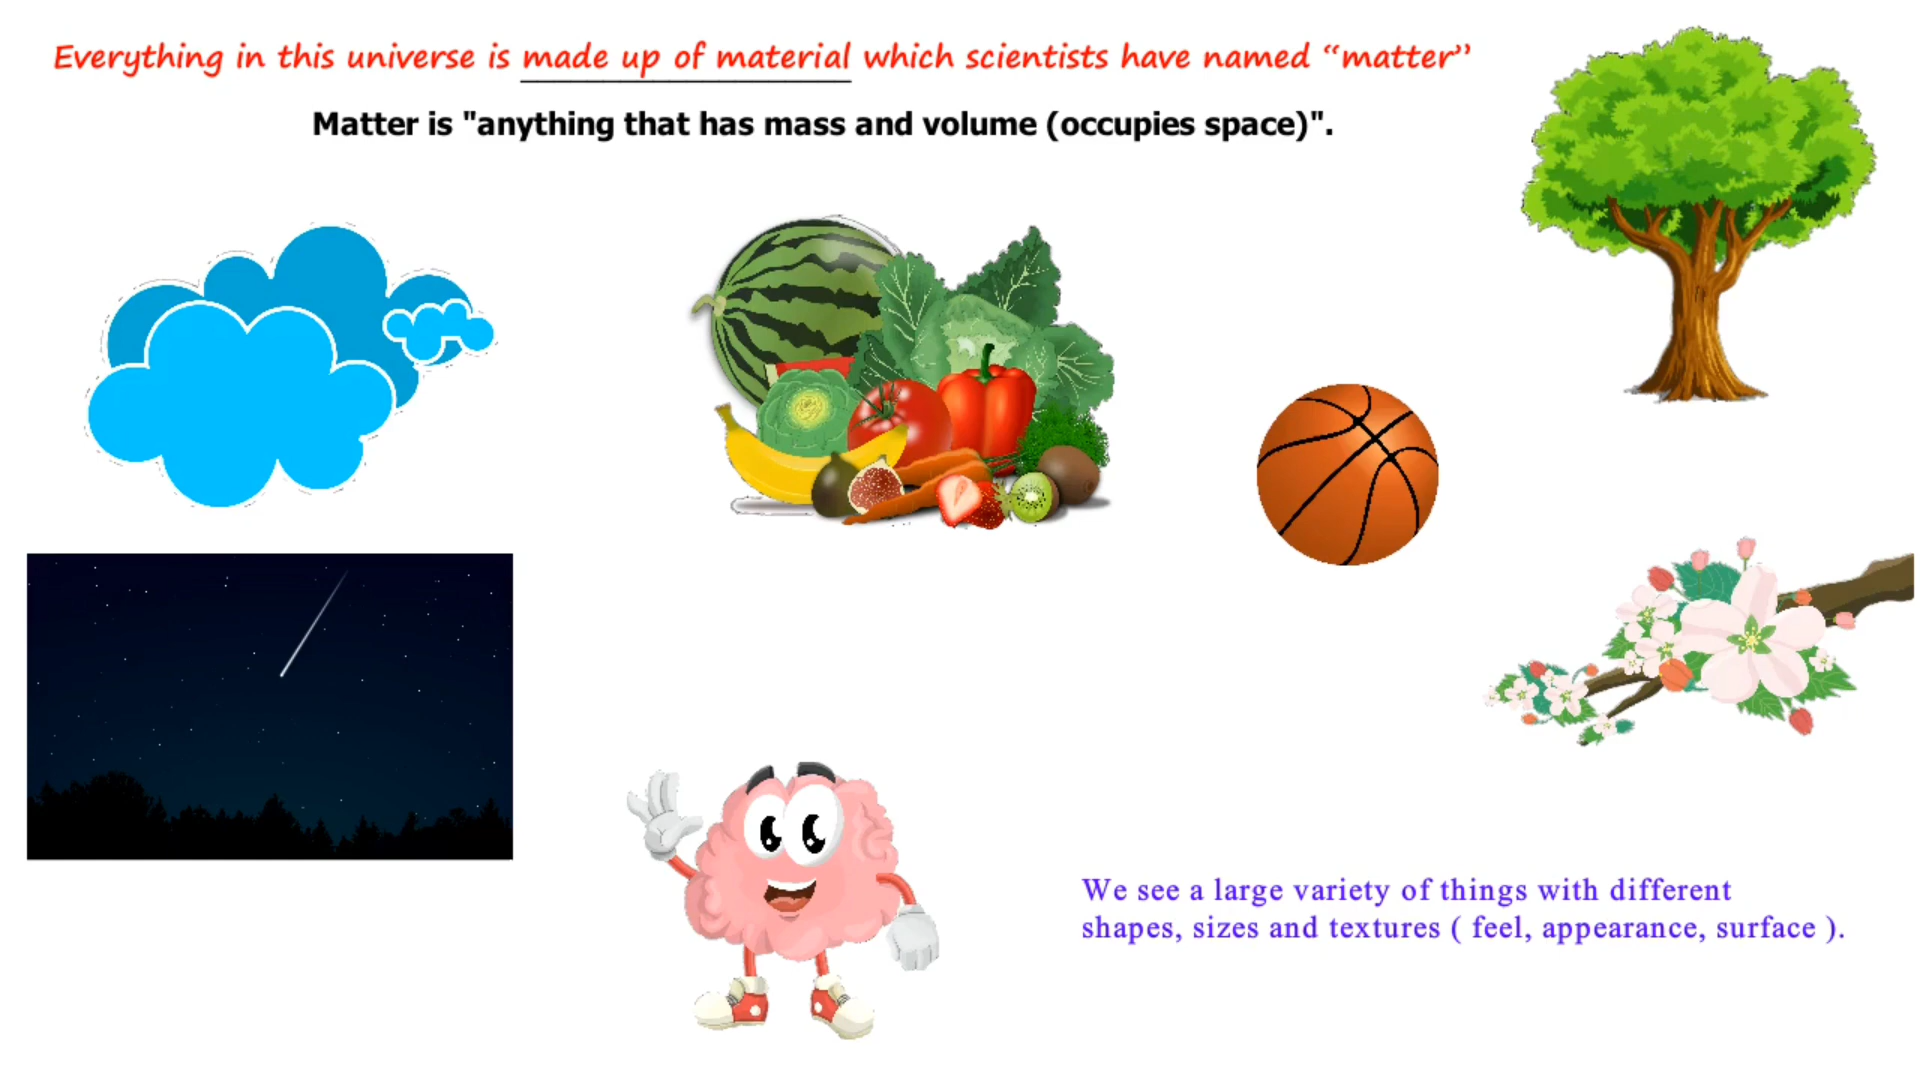 Everything in this universe is made up of material which scientists have named “matter”
Matter is "anything that has mass and volume (occupies space)".
We see a large variety of things with different
shapes, sizes and textures ( feel, appearance, surface ).